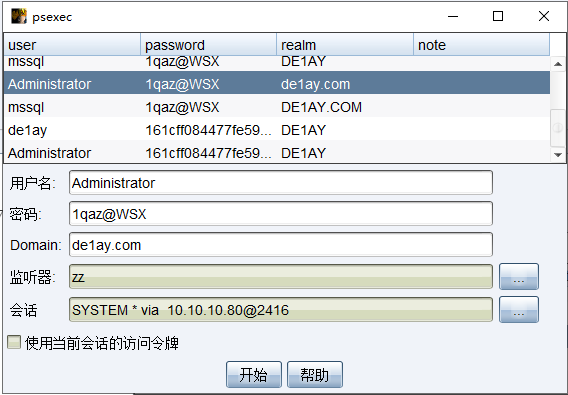 psexec
user password realm note
mssql 1qaz@WSX DE1AY
Administrator 1qaz@WSX de1ay.com
mssql 1qaz@WSX DE1AY.COM
de1ay 161cff084477fe59... DE1AY
Administrator 161cff084477fe59... DE1AY
用户名: Administrator
密码: 1qaz@WSX
Domain: de1ay.com
监听器: zz ...
会话 SYSTEM * via 10.10.10.80@2416 ...
使用当前会话的访问令牌
开始 帮助